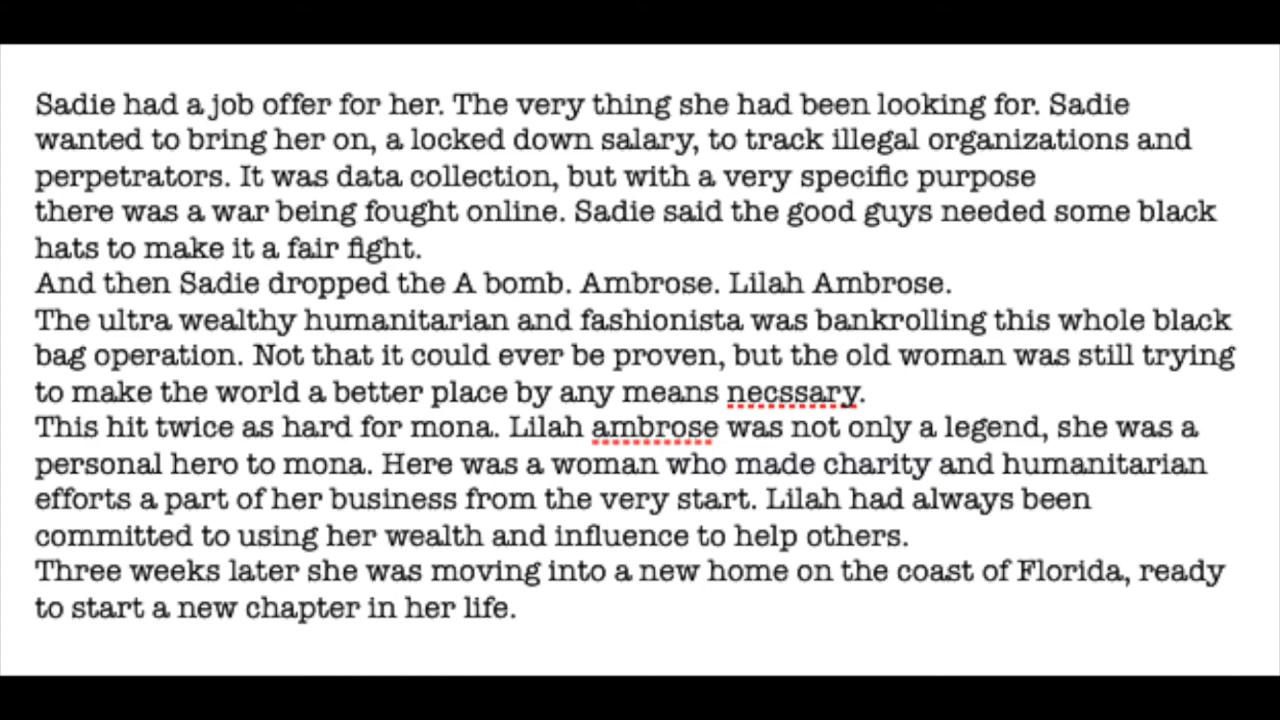 Sadie had a job offer for her. The very thing she had been looking for. Sadie
wanted to bring her on, a locked down salary, to track illegal organizations and
perpetrators. It was data collection, but with a very specific purpose
there was a war being fought online. Sadie said the good guys needed some black
hats to make it a fair fight.
And then Sadie dropped the A bomb. Ambrose. Lilah Ambrose.
The ultra wealthy humanitarian and fashionista was bankrolling this whole black
bag operation. Not that it could ever be proven, but the old woman was still trying
to make the world a better place by any means necssary.
This hit twice as hard for mona. Lilah ambrose was not only a legend, she was a
personal hero to mona. Here was a woman who made charity and humanitarian
efforts a part of her business from the very start. Lilah had always been
committed to using her wealth and influence to help others.
Three weeks later she was moving into a new home on the coast of Florida, ready
to start a new chapter in her life.